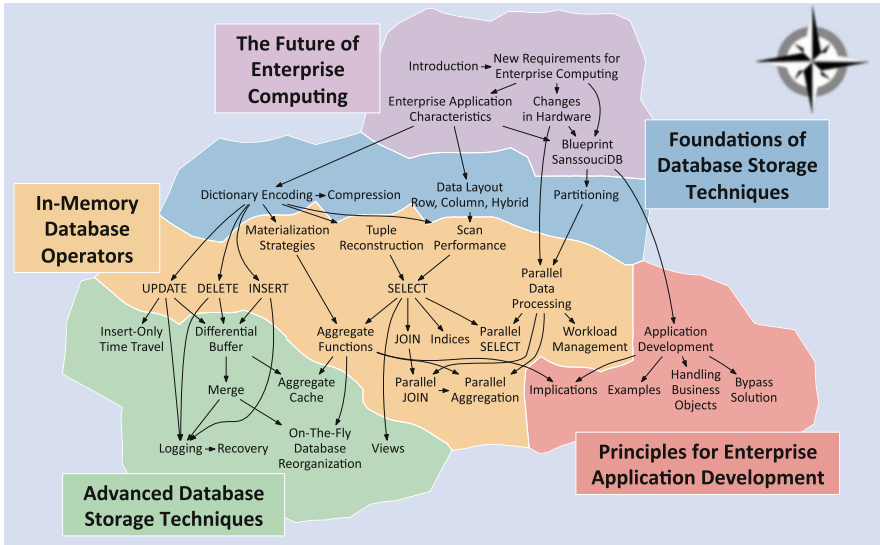 The Future of
Enterprise
Computing
Introduction
New Requirements for
Enterprise Computing
Enterprise Application
Characteristics
Changes
in Hardware
Blueprint
SanssouciDB
Foundations of
Database Storage
Techniques
Dictionary Encoding
Compression
Data Layout
Row, Column, Hybrid
Partitioning
In-Memory
Database
Operators
Materialization
Strategies
Tuple
Reconstruction
Scan
Performance
UPDATE
DELETE
INSERT
SELECT
Parallel
Data
Processing
Insert-Only
Time Travel
Differential
Buffer
Aggregate
Functions
JOIN
Indices
Parallel
SELECT
Workload
Management
Application
Development
Merge
Aggregate
Cache
Parallel
JOIN
Parallel
Aggregation
Implications
Examples
Handling
Business
Objects
Bypass
Solution
Logging
Recovery
On-The-Fly
Database
Reorganization
Views
Principles for Enterprise
Application Development
Advanced Database
Storage Techniques